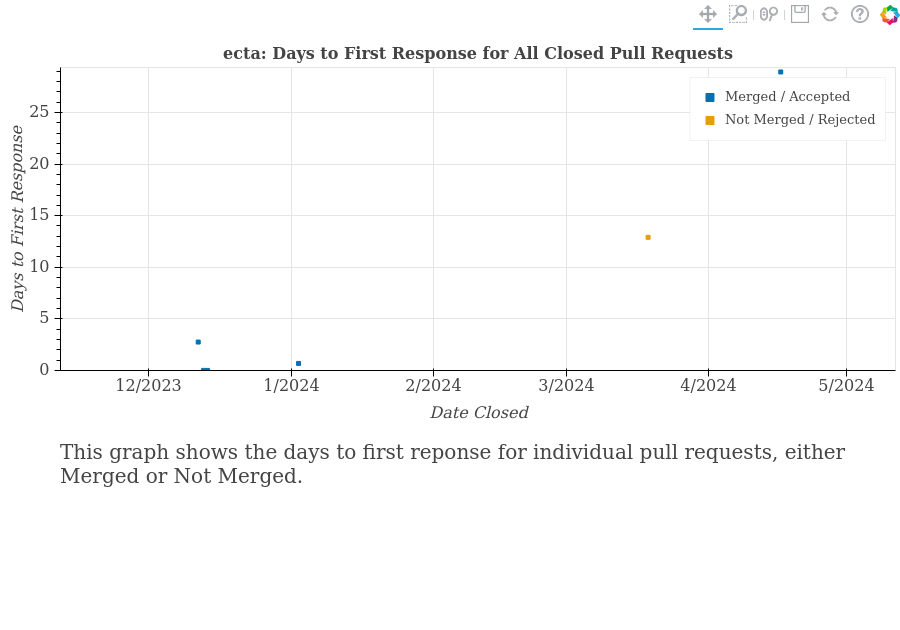 ecta: Days to First Response for All Closed Pull Requests
Merged / Accepted
Not Merged / Rejected
Days to First Response
25
20
15
10
5
0
12/2023 1/2024 2/2024 3/2024 4/2024 5/2024
Date Closed
This graph shows the days to first reponse for individual pull requests, either
Merged or Not Merged.